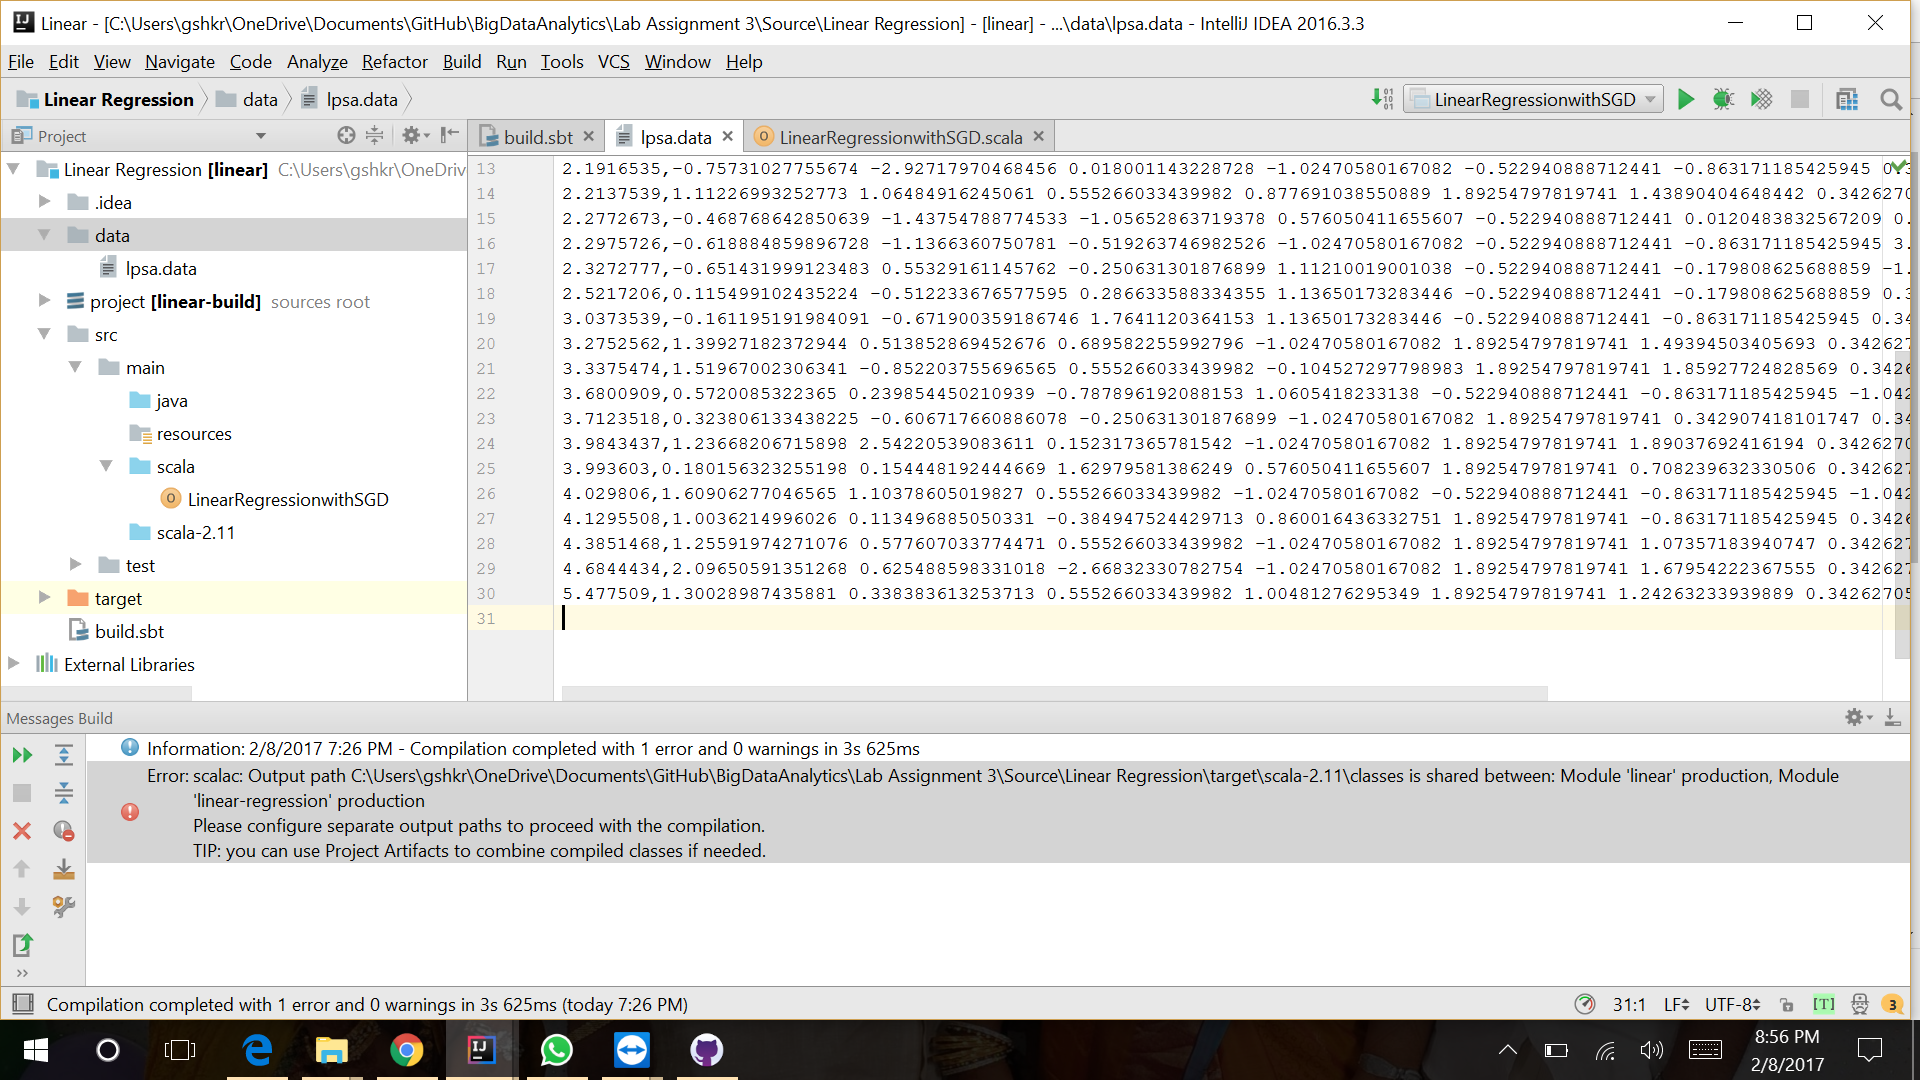 Linear - [C:\Users\gshkr\OneDrive\Documents\GitHub\BigDataAnalytics\Lab Assignment 3\Source\Linear Regression] - [linear] - ...\data\lpsa.data - IntelliJ IDEA 2016.3.3
File Edit View Navigate Code Analyze Refactor Build Run Tools VCS Window Help
Linear Regression data lpsa.data LinearRegressionwithSGD
Project build.sbt lpsa.data LinearRegressionwithSGD.scala
Linear Regression [linear] C:\Users\gshkr\OneDriv
.idea
data
lpsa.data
project [linear-build] sources root
src
main
java
resources
scala
LinearRegressionwithSGD
scala-2.11
test
target
build.sbt
External Libraries
13 2.1916535,-0.75731027755674 -2.92717970468456 0.018001143228728 -1.02470580167082 -0.522940888712441 -0.863171185425945
14 2.2137539,1.11226993252773 1.06484916245061 0.555266033439982 0.877691038550889 1.89254797819741 1.43890404648442 0.342627
15 2.2772673,-0.468768642850639 -1.43754788774533 -1.05652863719378 0.576050411655607 -0.522940888712441 0.0120483832567209 0.
16 2.2975726,-0.618884859896728 -1.1366360750781 -0.519263746982526 -1.02470580167082 -0.522940888712441 -0.863171185425945 3.
17 2.3272777,-0.651431999123483 0.55329161145762 -0.250631301876899 1.11210019001038 -0.522940888712441 -0.179808625688859 -1.
18 2.5217206,0.115499102435224 -0.512233676577595 0.286633588334355 1.13650173283446 -0.522940888712441 -0.179808625688859 0.3
19 3.0373539,-0.161195191984091 -0.671900359186746 1.7641120364153 1.13650173283446 -0.522940888712441 -0.863171185425945 0.34
20 3.2752562,1.39927182372944 0.513852869452676 0.689582255992796 -1.02470580167082 1.89254797819741 1.49394503405693 0.34262
21 3.3375474,1.51967002306341 -0.852203755696565 0.555266033439982 -0.104527297798983 1.89254797819741 1.85927724828569 0.3426
22 3.6800909,0.5720085322365 0.239854450210939 -0.787896192088153 1.0605418233138 -0.522940888712441 -0.863171185425945 -1.042
23 3.7123518,0.323806133438225 -0.606717660886078 -0.250631301876899 -1.02470580167082 1.89254797819741 0.342907418101747 0.34
24 3.9843437,1.23668206715898 2.54220539083611 0.152317365781542 -1.02470580167082 1.89254797819741 1.89037692416194 0.342627
25 3.993603,0.180156323255198 0.154448192444669 1.62979581386249 0.576050411655607 1.89254797819741 0.708239632330506 0.34262
26 4.029806,1.60906277046565 1.10378605019827 0.555266033439982 -1.02470580167082 -0.522940888712441 -0.863171185425945 -1.042
27 4.1295508,1.0036214996026 0.113496885050331 -0.384947524429713 0.860016436332751 1.89254797819741 -0.863171185425945 0.3426
28 4.3851468,1.25591974271076 0.577607033774471 0.555266033439982 -1.02470580167082 1.89254797819741 1.07357183940747 0.34262
29 4.6844434,2.09650591351268 0.625488598331018 -2.66832330782754 -1.02470580167082 1.89254797819741 1.67954222367555 0.34262
30 5.477509,1.30028987435881 0.338383613253713 0.555266033439982 1.00481276295349 1.89254797819741 1.24263233939889 0.3426270
31
Messages Build
Information: 2/8/2017 7:26 PM - Compilation completed with 1 error and 0 warnings in 3s 625ms
Error: scalac: Output path C:\Users\gshkr\OneDrive\Documents\GitHub\BigDataAnalytics\Lab Assignment 3\Source\Linear Regression\target\scala-2.11\classes is shared between: Module 'linear' production, Module
'linear-regression' production
Please configure separate output paths to proceed with the compilation.
TIP: you can use Project Artifacts to combine compiled classes if needed.
Compilation completed with 1 error and 0 warnings in 3s 625ms (today 7:26 PM) 31:1 LF UTF-8 [T] 3
8:56 PM
2/8/2017